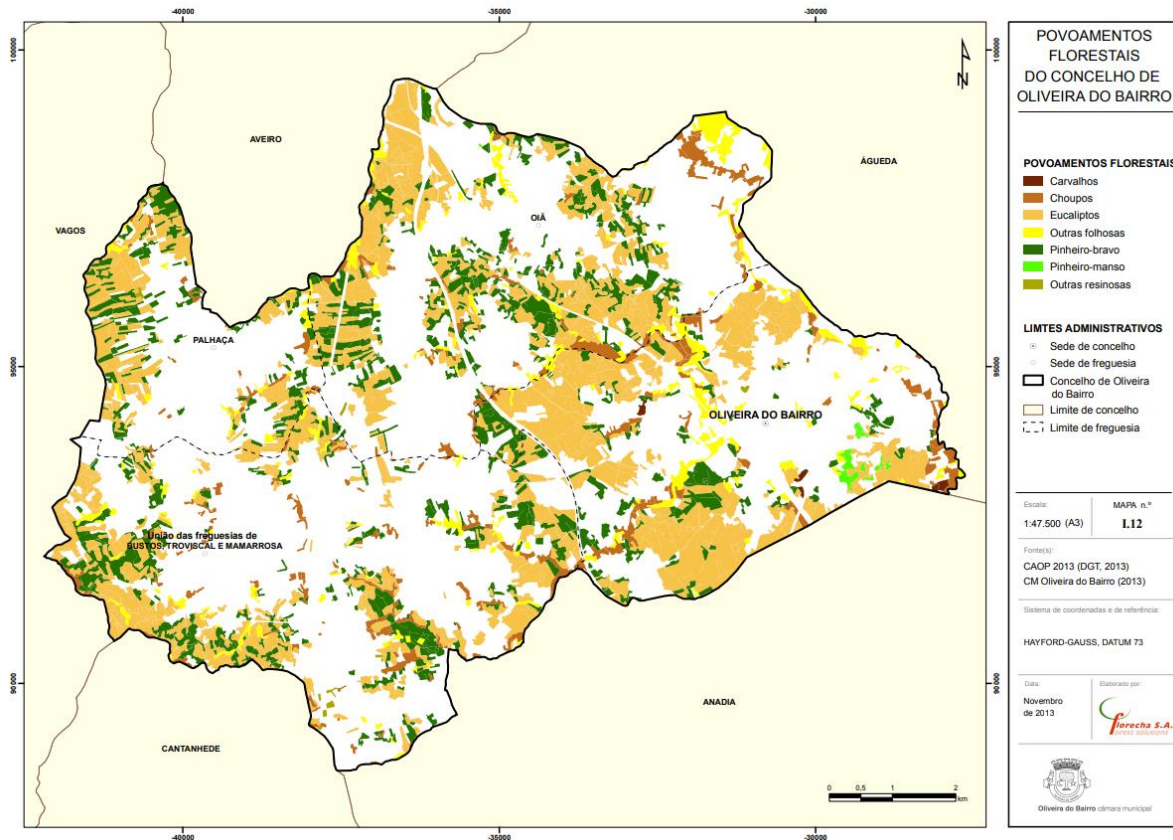 -40000
-35000
-30000
100000
100000
95000
95000
90000
90000
-40000
-35000
-30000
N
AVEIRO
ÁGUEDA
VAGOS
OIÃ
PALHAÇA
OLIVEIRA DO BAIRRO
União das freguesias de
BUSTOS, TROVISCAL E MAMARROSA
ANADIA
CANTANHEDE
0 0,5 1 2
km
POVOAMENTOS
FLORESTAIS
DO CONCELHO DE
OLIVEIRA DO BAIRRO
POVOAMENTOS FLORESTAIS
Carvalhos
Choupos
Eucaliptos
Outras folhosas
Pinheiro-bravo
Pinheiro-manso
Outras resinosas
LIMTES ADMINISTRATIVOS
Sede de concelho
Sede de freguesia
Concelho de Oliveira
do Bairro
Limite de concelho
Limite de freguesia
Escala:
1:47.500 (A3)
MAPA n.º
I.12
Fonte(s):
CAOP 2013 (DGT, 2013)
CM Oliveira do Bairro (2013)
Sistema de coordenadas e de referência:
HAYFORD-GAUSS, DATUM 73
Data:
Novembro
de 2013
Elaborado por:
florecha S.A.
forest solutions
Oliveira do Bairro câmara municipal